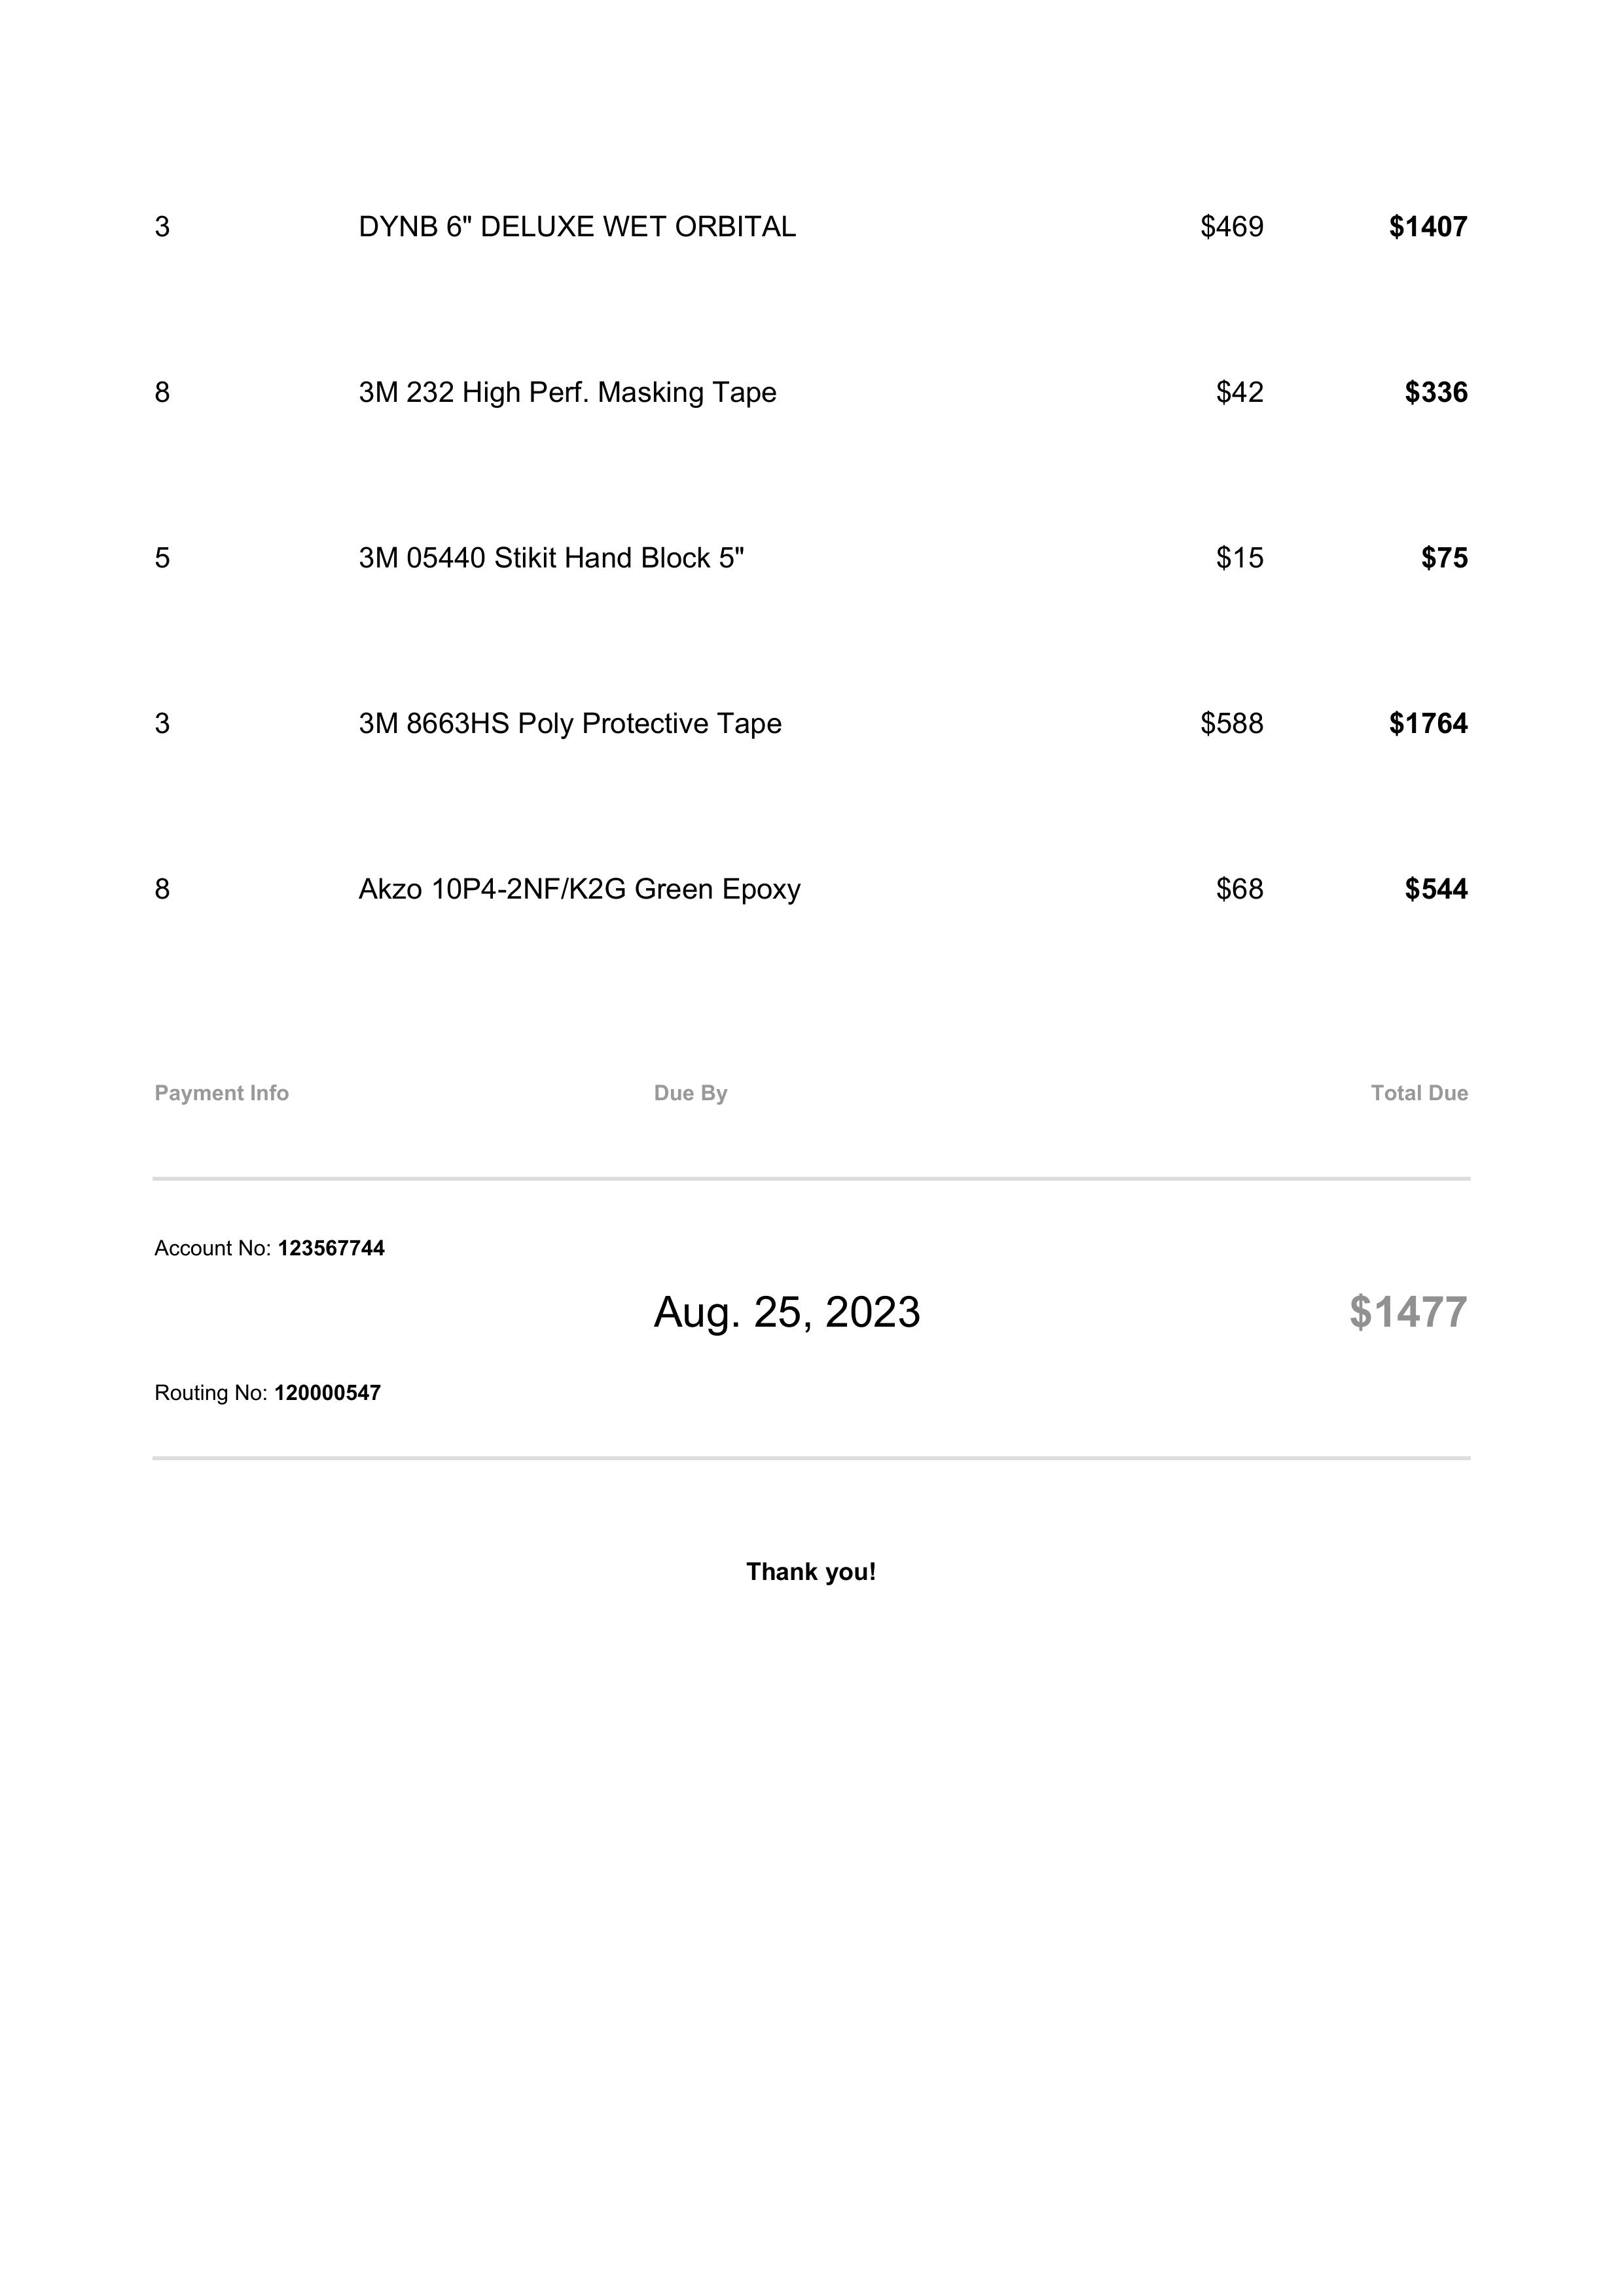 3 DYNB 6" DELUXE WET ORBITAL $469 $1407
8 3M 232 High Perf. Masking Tape $42 $336
5 3M 05440 Stikit Hand Block 5" $15 $75
3 3M 8663HS Poly Protective Tape $588 $1764
8 Akzo 10P4-2NF/K2G Green Epoxy $68 $544
Payment Info Due By Total Due
Account No: 123567744
Aug. 25, 2023 $1477
Routing No: 120000547
Thank you!